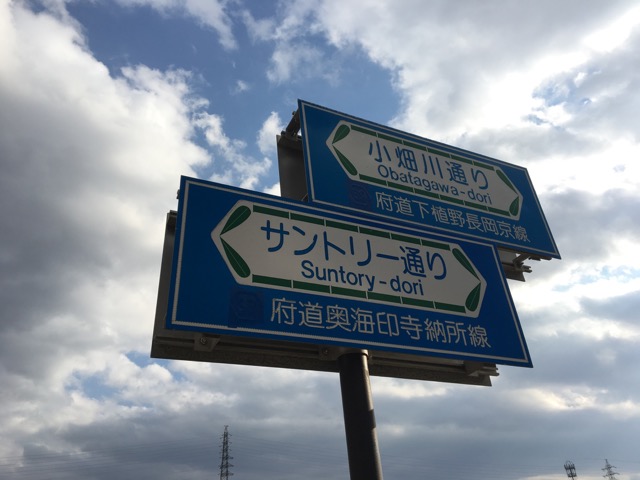 小畑川通り
Obatagawa-dori
府道下植野長岡京線
サントリー通り
Suntory-dori
府道奥海印寺納所線